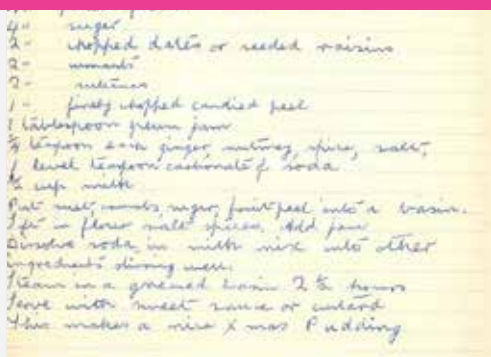 4 " sugar
2 " chopped dates or seeded raisins
2 " currants
2 " sultanas
1 " finely chopped candied peel
1 tablespoon plum jam
teaspoon each ginger nutmeg, spice, salt,
1 level teaspoon carbonate of soda
½ cup milk
Put suet, crumbs, sugar, fruit peel into a basin.
Sift in flour salt spices, Add jam
Dissolve soda in milk mix into other
ingredients stirring well.
Steam in a greased basin 2½ hours
Serve with sweet sauce or custard
This makes a nice Xmas Pudding